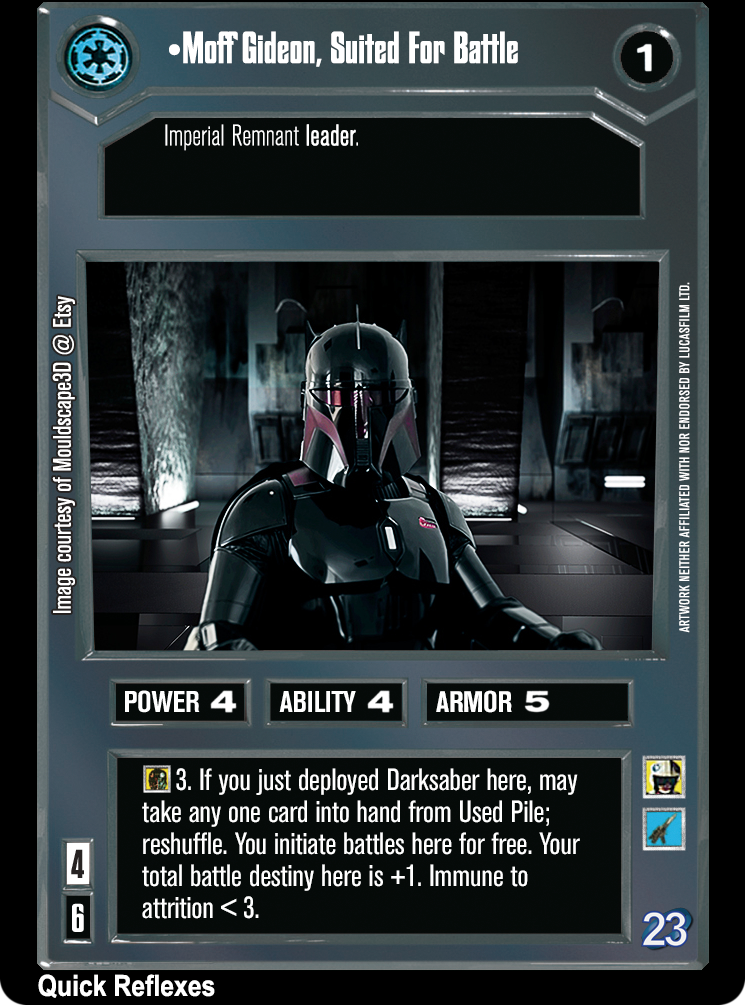 •Moff Gideon, Suited For Battle
1
Imperial Remnant leader.
Image courtesy of Mouldscape3D @ Etsy
ARTWORK NEITHER AFFILIATED WITH NOR ENDORSED BY LUCASFILM LTD.
POWER 4 ABILITY 4 ARMOR 5
3. If you just deployed Darksaber here, may
take any one card into hand from Used Pile;
reshuffle. You initiate battles here for free. Your
total battle destiny here is +1. Immune to
attrition < 3.
4
6
23
Quick Reflexes